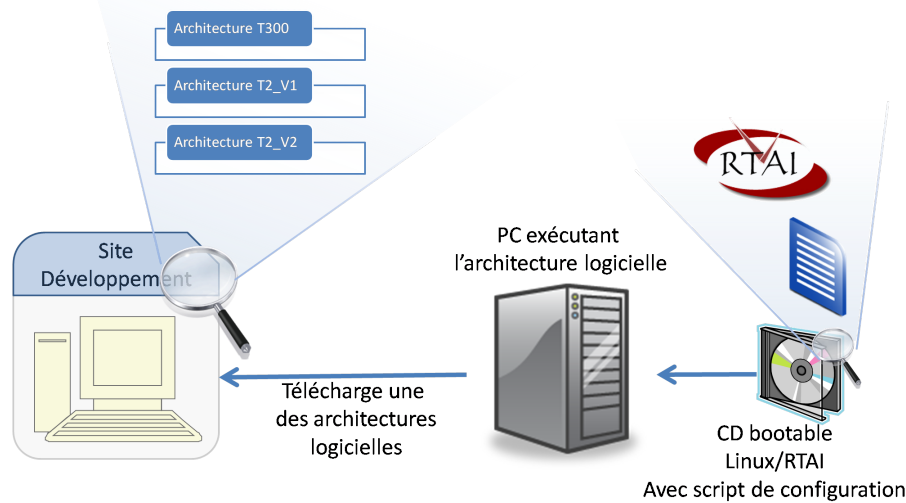 Architecture T300
Architecture T2_V1
Architecture T2_V2
RTAI
Site
Développement
PC exécutant
l'architecture logicielle
Télécharge une
des architectures
logicielles
CD bootable
Linux/RTAI
Avec script de configuration